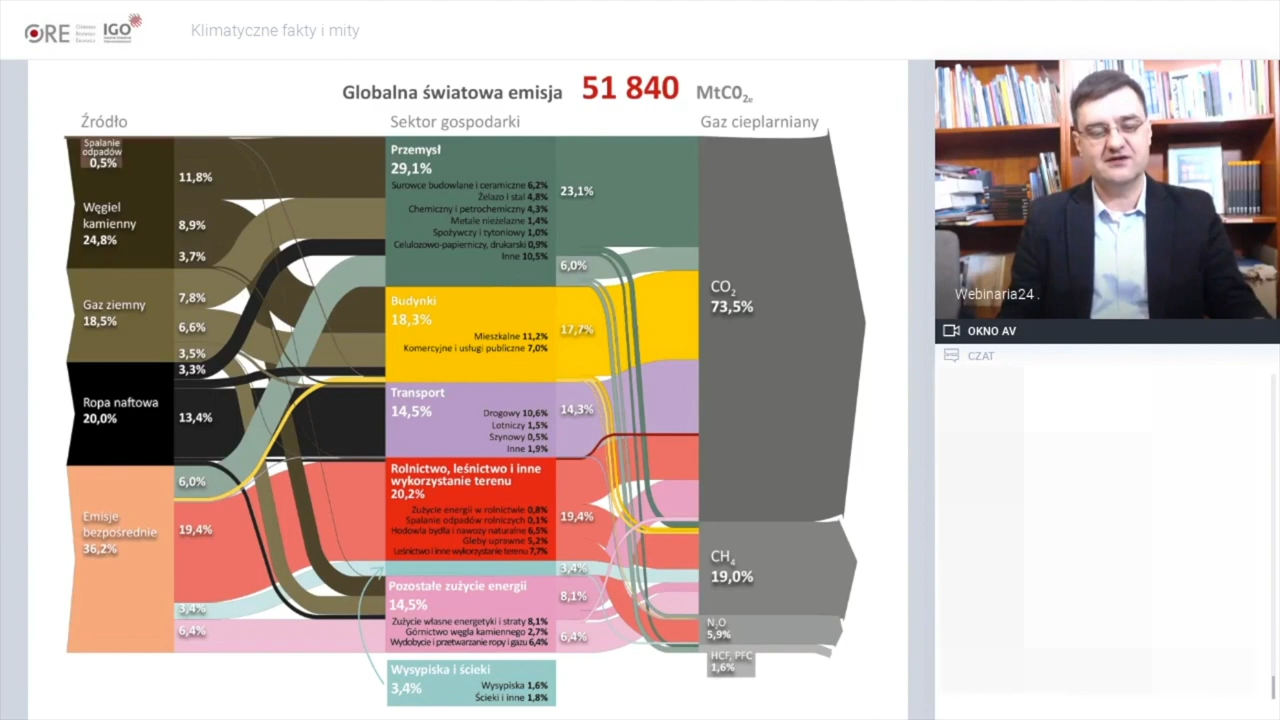 ORE
Ośrodek
Rozwoju
Edukacji
IGO
Klimatyczne fakty i mity
Globalna światowa emisja 51 840 MtCO2e
Źródło
Sektor gospodarki
Gaz cieplarniany
Spalanie
odpadów
0,5%
Węgiel
kamienny
24,8%
Gaz ziemny
18,5%
Ropa naftowa
20,0%
Emisje
bezpośrednie
36,2%
11,8%
8,9%
3,7%
7,8%
6,6%
3,5%
3,3%
13,4%
6,0%
19,4%
3,4%
6,4%
Przemysł
29,1%
Surowce budowlane i ceramiczne 6,2%
Żelazo i stal 4,8%
Chemiczny i petrochemiczny 4,3%
Metale nieżelazne 1,4%
Spożywczy i tytoniowy 1,0%
Celulozowo-papierniczy, drukarski 0,9%
Inne 10,5%
Budynki
18,3%
Mieszkalne 11,2%
Komercyjne i usługi publiczne 7,0%
Transport
14,5%
Drogowy 10,6%
Lotniczy 1,5%
Szynowy 0,5%
Inne 1,9%
Rolnictwo, leśnictwo i inne
wykorzystanie terenu
20,2%
Zużycie energii w rolnictwie 0,8%
Spalanie odpadów rolniczych 0,1%
Hodowla bydła i nawozy naturalne 6,5%
Gleby uprawne 5,2%
Leśnictwo i inne wykorzystanie terenu 7,7%
Pozostałe zużycie energii
14,5%
Zużycie własne energetyki i straty 8,1%
Górnictwo węgla kamiennego 2,7%
Wydobycie i przetwarzanie ropy i gazu 6,4%
Wysypiska i ścieki
3,4%
Wysypiska 1,6%
Ścieki i inne 1,8%
23,1%
6,0%
17,7%
14,3%
19,4%
3,4%
8,1%
6,4%
CO2
73,5%
CH4
19,0%
N2O
5,9%
HCF, PFC
1,6%
Webinaria24 .
OKNO AV
CZAT